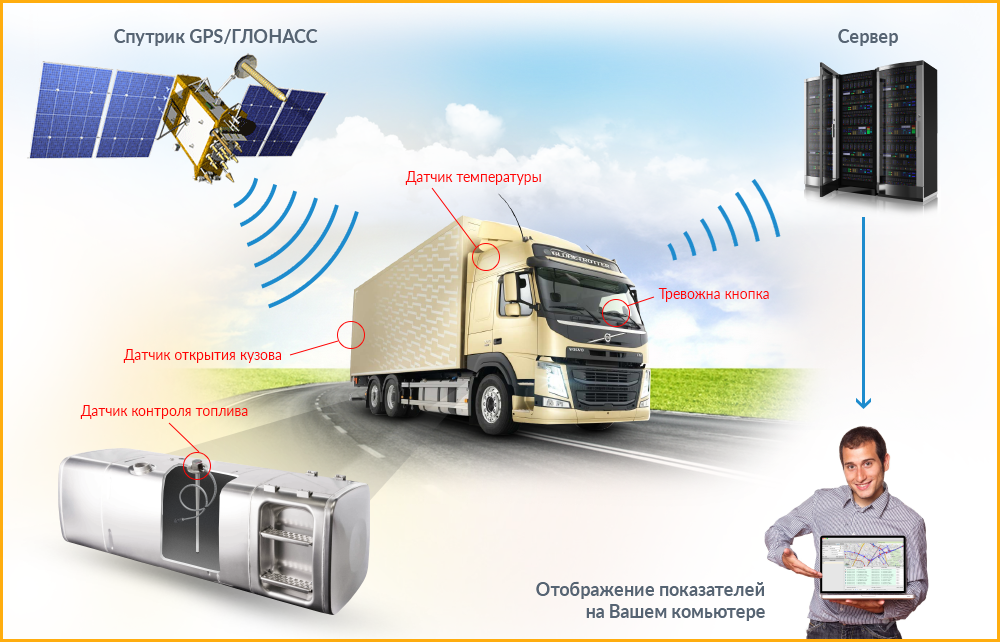 Спутрик GPS/ГЛОНАСС
Сервер
Датчик температуры
GLOBETROTTER
Тревожна кнопка
VOLVO
Датчик открытия кузова
Датчик контроля топлива
Отображение показателей
на Вашем комьютере